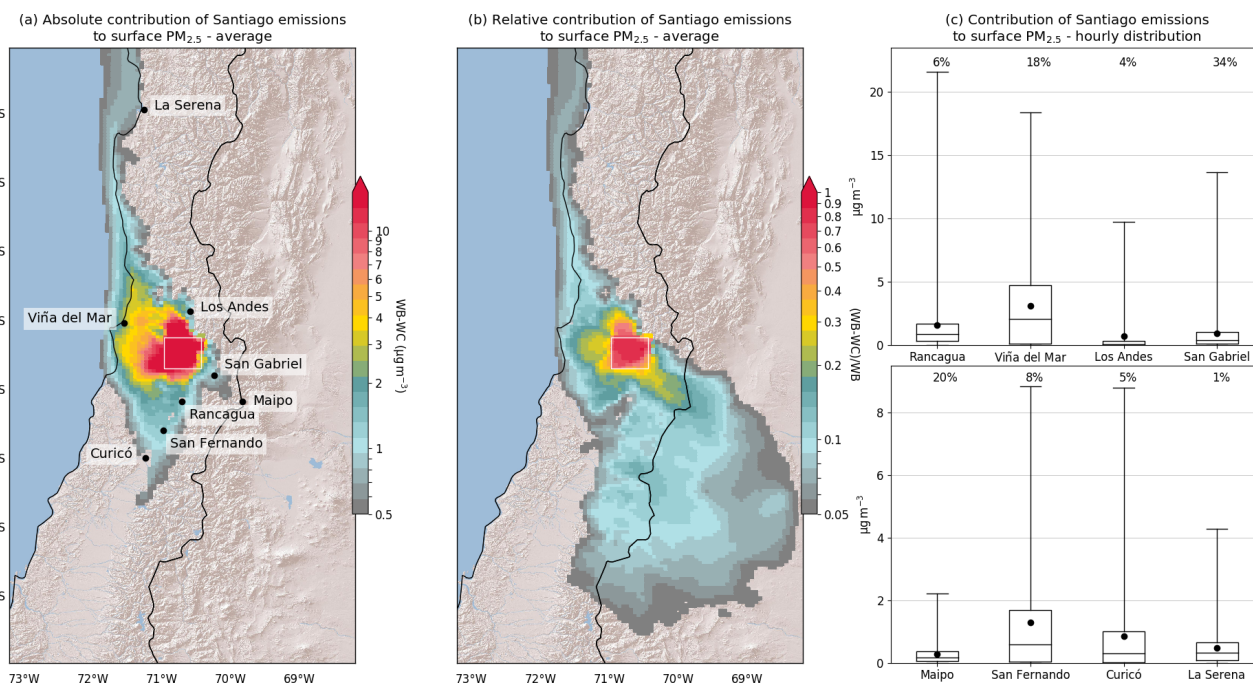 (a) Absolute contribution of Santiago emissions
to surface PM2.5 - average
La Serena
Los Andes
Viña del Mar
San Gabriel
Maipo
Rancagua
San Fernando
Curicó
73°W 72°W 71°W 70°W 69°W
S
S
S
S
S
S
S
S
10
9
8
7
6
5
4
3
2
1
0.5
WB-WC (µgm⁻³)
(b) Relative contribution of Santiago emissions
to surface PM2.5 - average
73°W 72°W 71°W 70°W 69°W
1
0.9
0.8
0.7
0.6
0.5
0.4
0.3
0.2
0.1
0.05
(WB-WC)/WB
(c) Contribution of Santiago emissions
to surface PM2.5 - hourly distribution
6% 18% 4% 34%
20
15
10
5
0
µgm⁻³
Rancagua Viña del Mar Los Andes San Gabriel
20% 8% 5% 1%
8
6
4
2
0
µgm⁻³
Maipo San Fernando Curicó La Serena